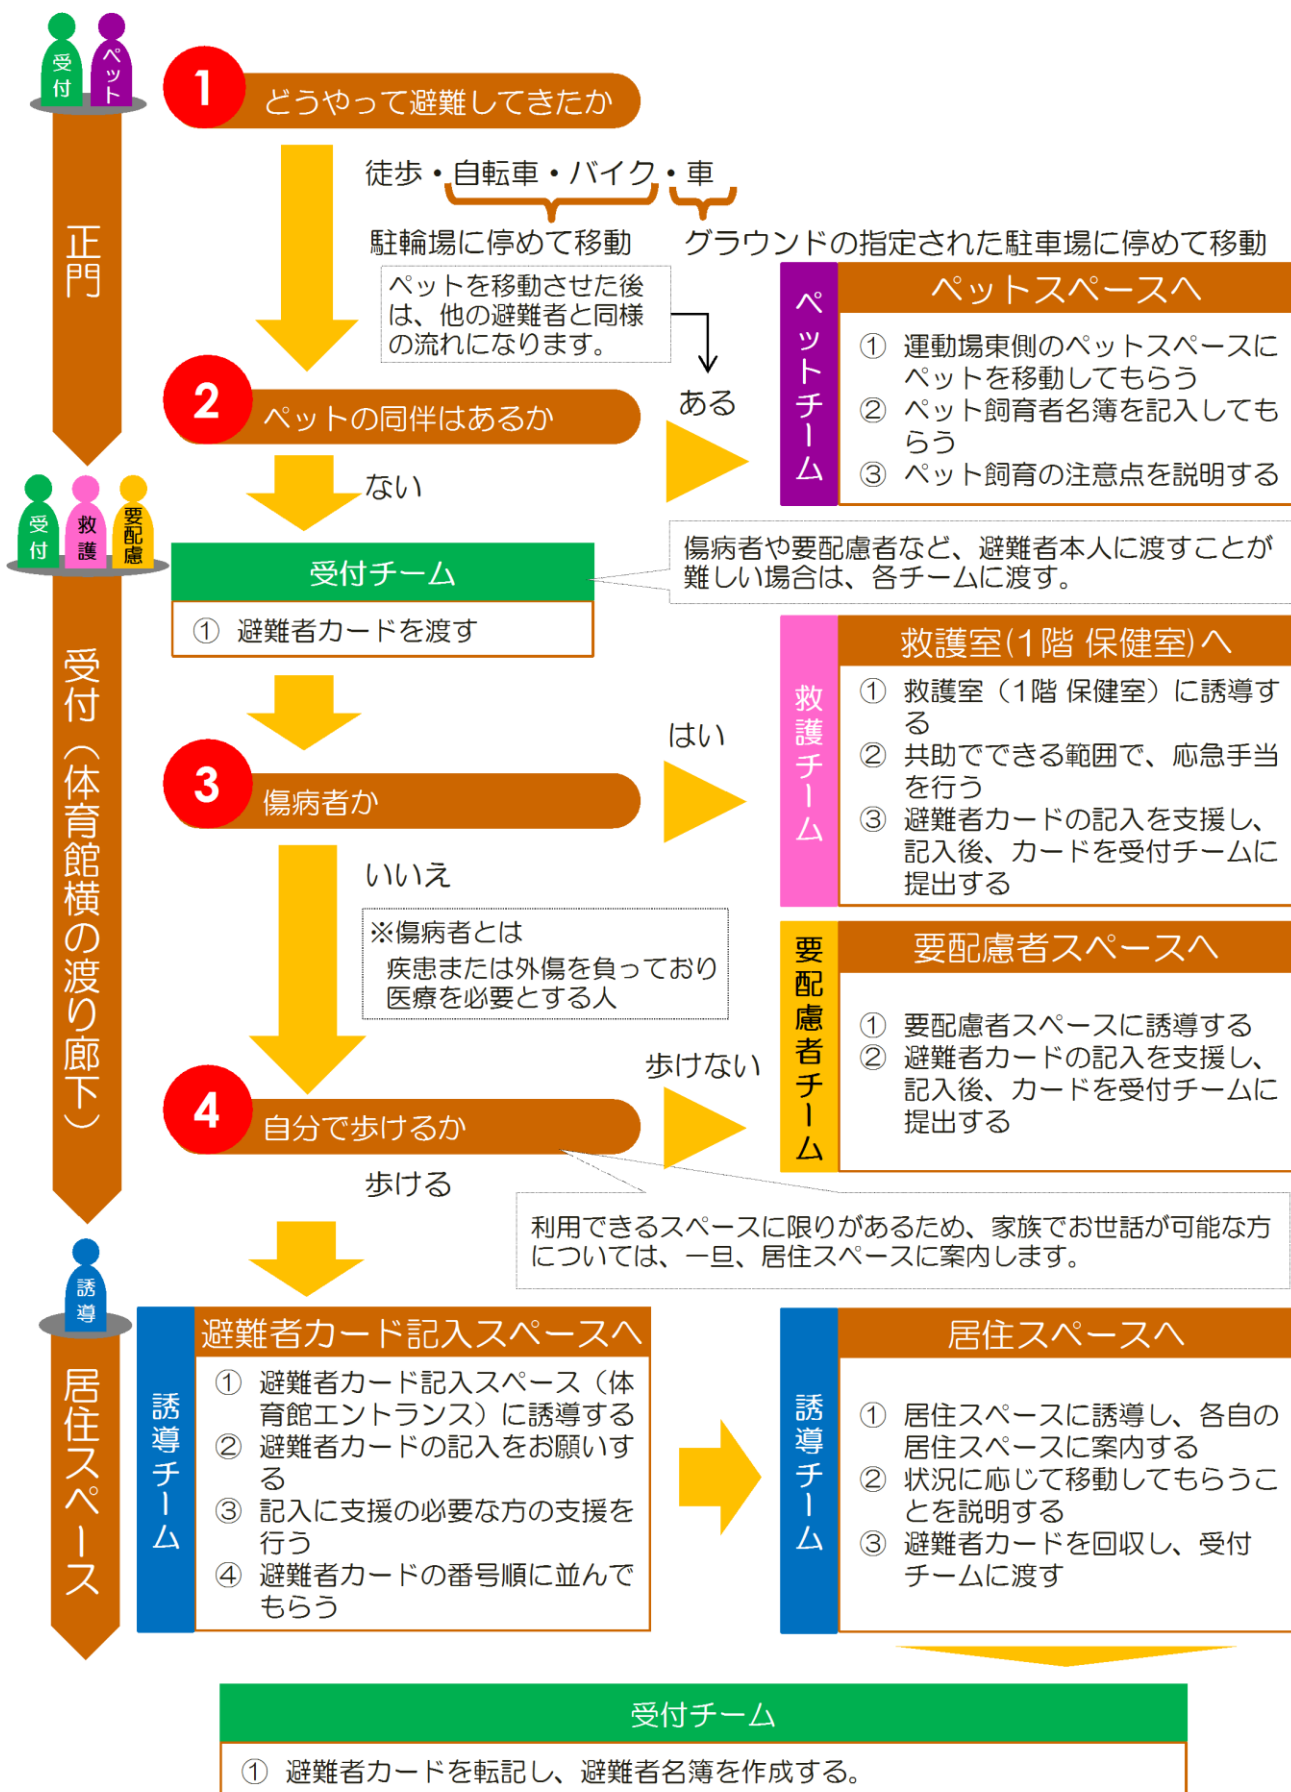 受付
ペット
1
どうやって避難してきたか
徒歩・自転車・バイク・車
駐輪場に停めて移動
グラウンドの指定された駐車場に停めて移動
正門
ペットを移動させた後
は、他の避難者と同様
の流れになります。
2
ペットの同伴はあるか
ある
ない
ペットチーム
ペットスペースへ
① 運動場東側のペットスペースに
ペットを移動してもらう
② ペット飼育者名簿を記入しても
らう
③ ペット飼育の注意点を説明する
受付
救護
要配慮
受付（体育館横の渡り廊下）
受付チーム
① 避難者カードを渡す
傷病者や要配慮者など、避難者本人に渡すことが
難しい場合は、各チームに渡す。
3
傷病者か
はい
いいえ
※傷病者とは
疾患または外傷を負っており
医療を必要とする人
救護チーム
救護室(1階 保健室)へ
① 救護室（1階 保健室）に誘導す
る
② 共助でできる範囲で、応急手当
を行う
③ 避難者カードの記入を支援し、
記入後、カードを受付チームに
提出する
4
自分で歩けるか
歩けない
歩ける
要配慮者チーム
要配慮者スペースへ
① 要配慮者スペースに誘導する
② 避難者カードの記入を支援し、
記入後、カードを受付チームに
提出する
利用できるスペースに限りがあるため、家族でお世話が可能な方
については、一旦、居住スペースに案内します。
誘導
居住スペース
誘導チーム
避難者カード記入スペースへ
① 避難者カード記入スペース（体
育館エントランス）に誘導する
② 避難者カードの記入をお願いす
る
③ 記入に支援の必要な方の支援を
行う
④ 避難者カードの番号順に並んで
もらう
誘導チーム
居住スペースへ
① 居住スペースに誘導し、各自の
居住スペースに案内する
② 状況に応じて移動してもらうこ
とを説明する
③ 避難者カードを回収し、受付
チームに渡す
受付チーム
① 避難者カードを転記し、避難者名簿を作成する。